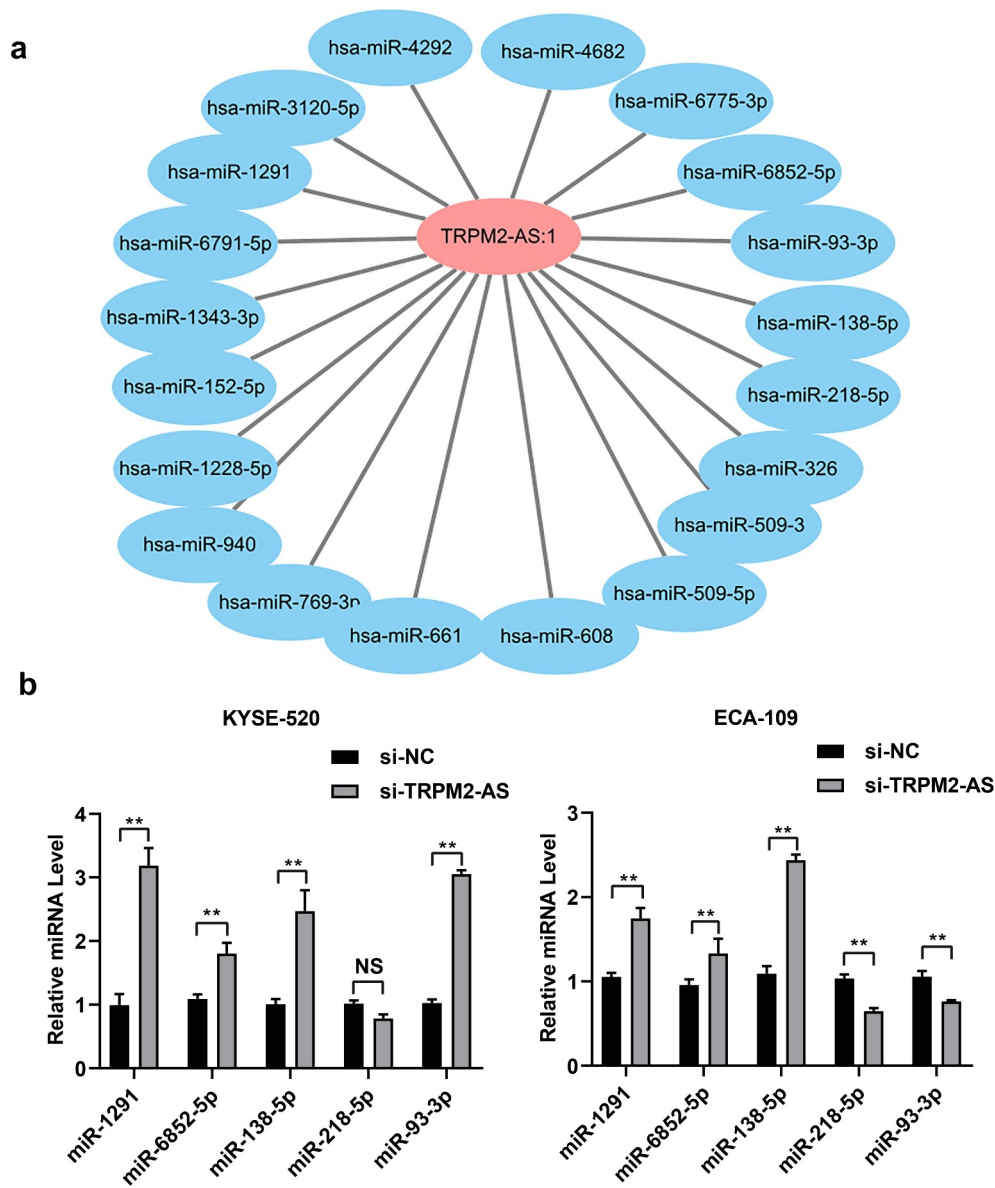 a
hsa-miR-4292
hsa-miR-4682
hsa-miR-3120-5p
hsa-miR-6775-3p
hsa-miR-1291
hsa-miR-6852-5p
TRPM2-AS:1
hsa-miR-6791-5p
hsa-miR-93-3p
hsa-miR-1343-3p
hsa-miR-138-5p
hsa-miR-152-5p
hsa-miR-218-5p
hsa-miR-1228-5p
hsa-miR-326
hsa-miR-940
hsa-miR-509-3
hsa-miR-769-3p
hsa-miR-509-5p
hsa-miR-661
hsa-miR-608
b
KYSE-520
si-NC
si-TRPM2-AS
Relative miRNA Level
4
3
2
1
0
**
**
**
NS
**
miR-1291
miR-6852-5p
miR-138-5p
miR-218-5p
miR-93-3p
ECA-109
si-NC
si-TRPM2-AS
Relative miRNA Level
3
2
1
0
**
**
**
**
**
miR-1291
miR-6852-5p
miR-138-5p
miR-218-5p
miR-93-3p